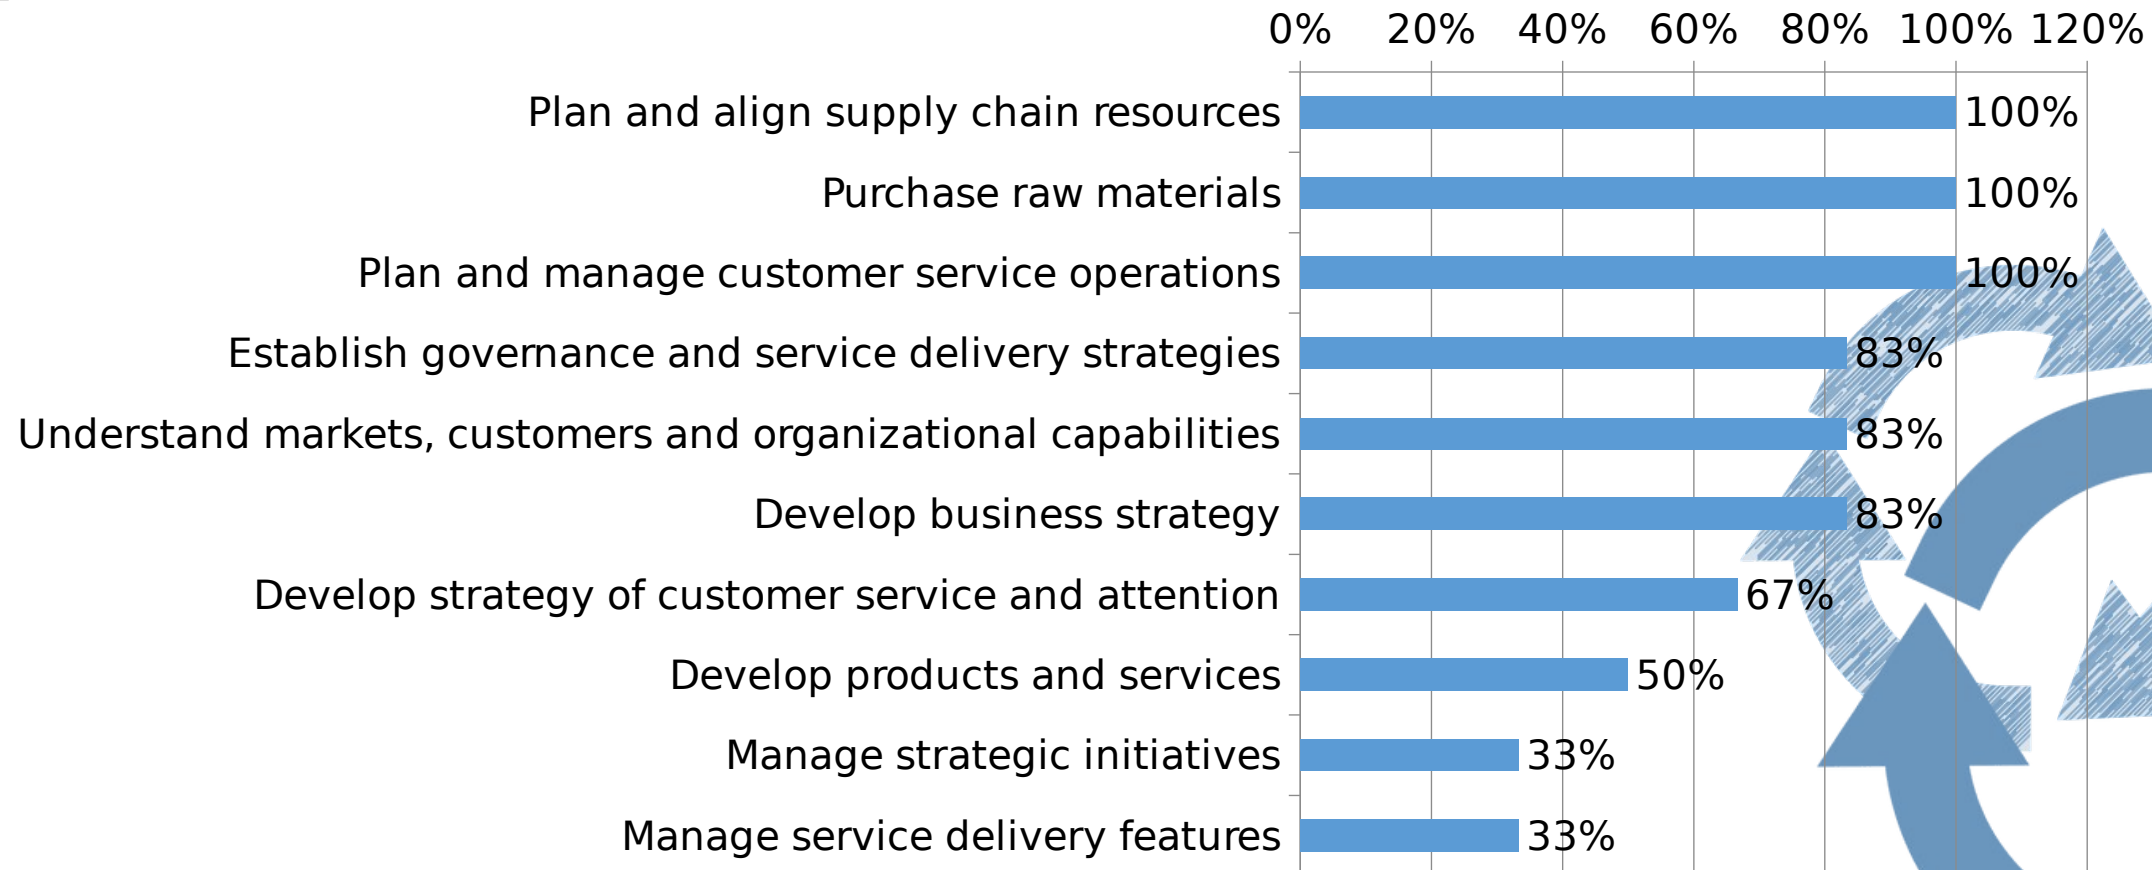 0% 20% 40% 60% 80% 100% 120%
Plan and align supply chain resources 100%
Purchase raw materials 100%
Plan and manage customer service operations 100%
Establish governance and service delivery strategies 83%
Understand markets, customers and organizational capabilities 83%
Develop business strategy 83%
Develop strategy of customer service and attention 67%
Develop products and services 50%
Manage strategic initiatives 33%
Manage service delivery features 33%